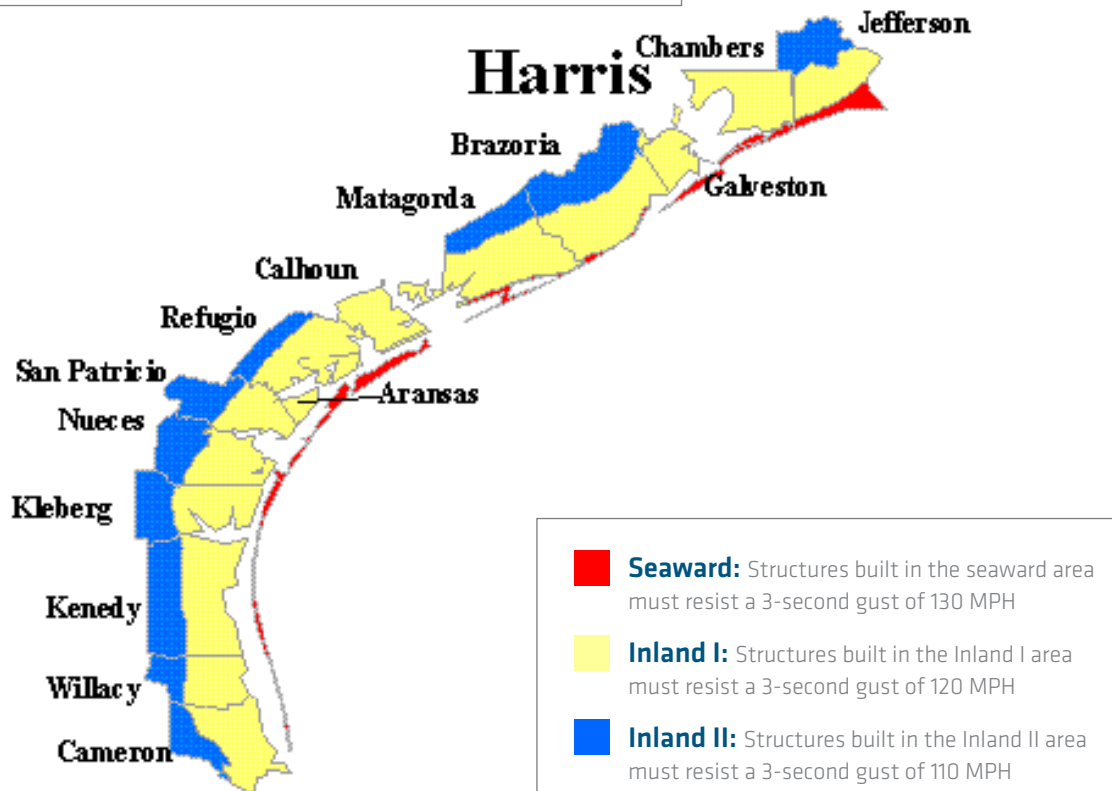 Jefferson
Chambers
Harris
Brazoria
Galveston
Matagorda
Calhoun
Refugio
San Patricio
Aransas
Nueces
Kleberg
Kenedy
Willacy
Cameron
Seaward: Structures built in the seaward area
must resist a 3-second gust of 130 MPH
Inland I: Structures built in the Inland I area
must resist a 3-second gust of 120 MPH
Inland II: Structures built in the Inland II area
must resist a 3-second gust of 110 MPH